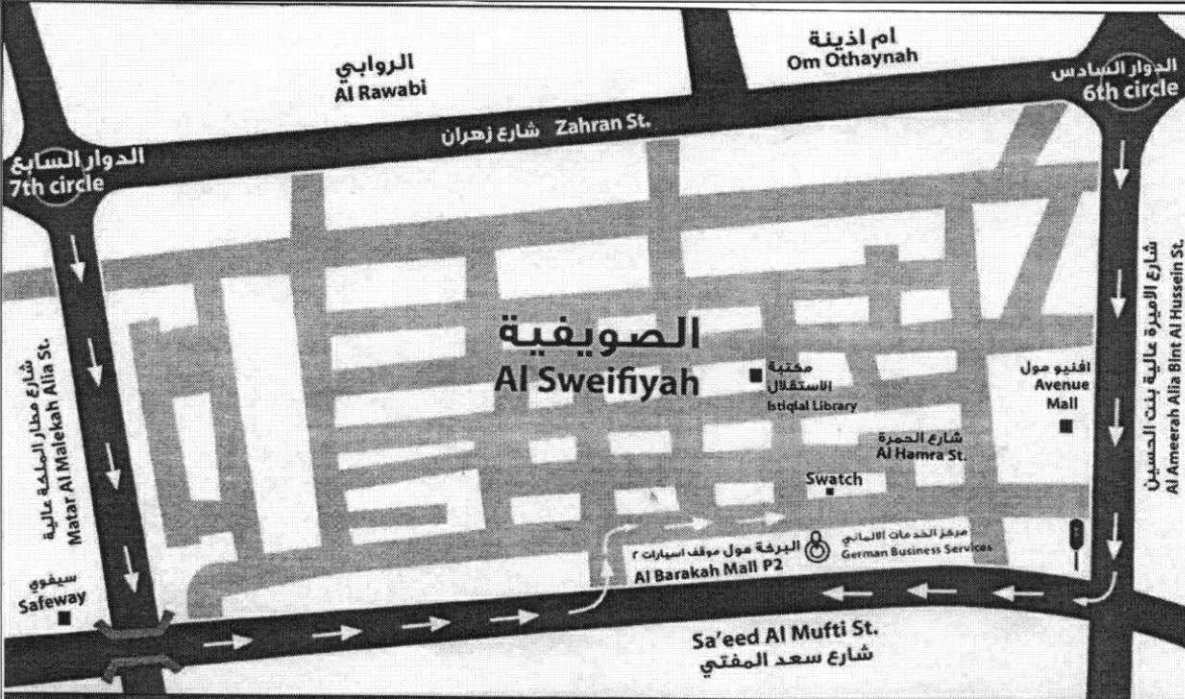 ام اذينة
Om Othaynah
الروابي
Al Rawabi
الدوار السادس
6th circle
شارع زهران Zahran St.
الدوار السابع
7th circle
شارع الاميرة عالية بنت الحسين
Al Ameerah Alia Bint Al Hussein St.
الصويفية
Al Sweifiyah
شارع مطار الملكة عالية
Matar Al Malekah Alia St.
مكتبة
الاستقلال
Istiqlal Library
افنيو مول
Avenue
Mall
شارع الحمرة
Al Hamra St.
Swatch
البركة مول موقف اسيارات ٢
Al Barakah Mall P2
مركز الخدمات الالماني
German Business Services
سيفوي
Safeway
Sa'eed Al Mufti St.
شارع سعد المفتي